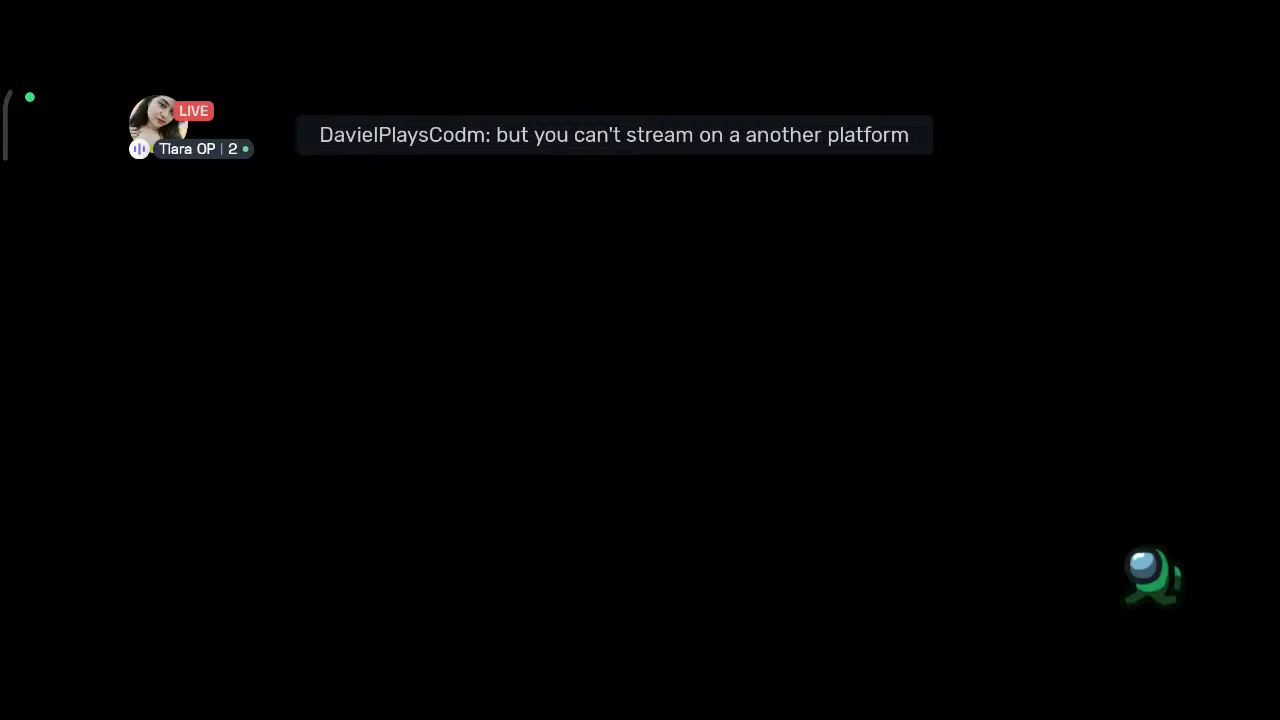 LIVE
Tiara OP | 2
DavielPlaysCodm: but you can't stream on a another platform